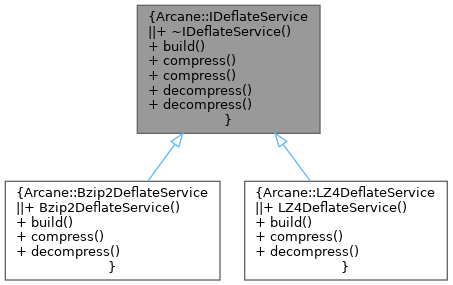 {Arcane::IDeflateService
||+ ~IDeflateService()
+ build()
+ compress()
+ compress()
+ decompress()
+ decompress()
}
{Arcane::Bzip2DeflateService
||+ Bzip2DeflateService()
+ build()
+ compress()
+ decompress()
}
{Arcane::LZ4DeflateService
||+ LZ4DeflateService()
+ build()
+ compress()
+ decompress()
}